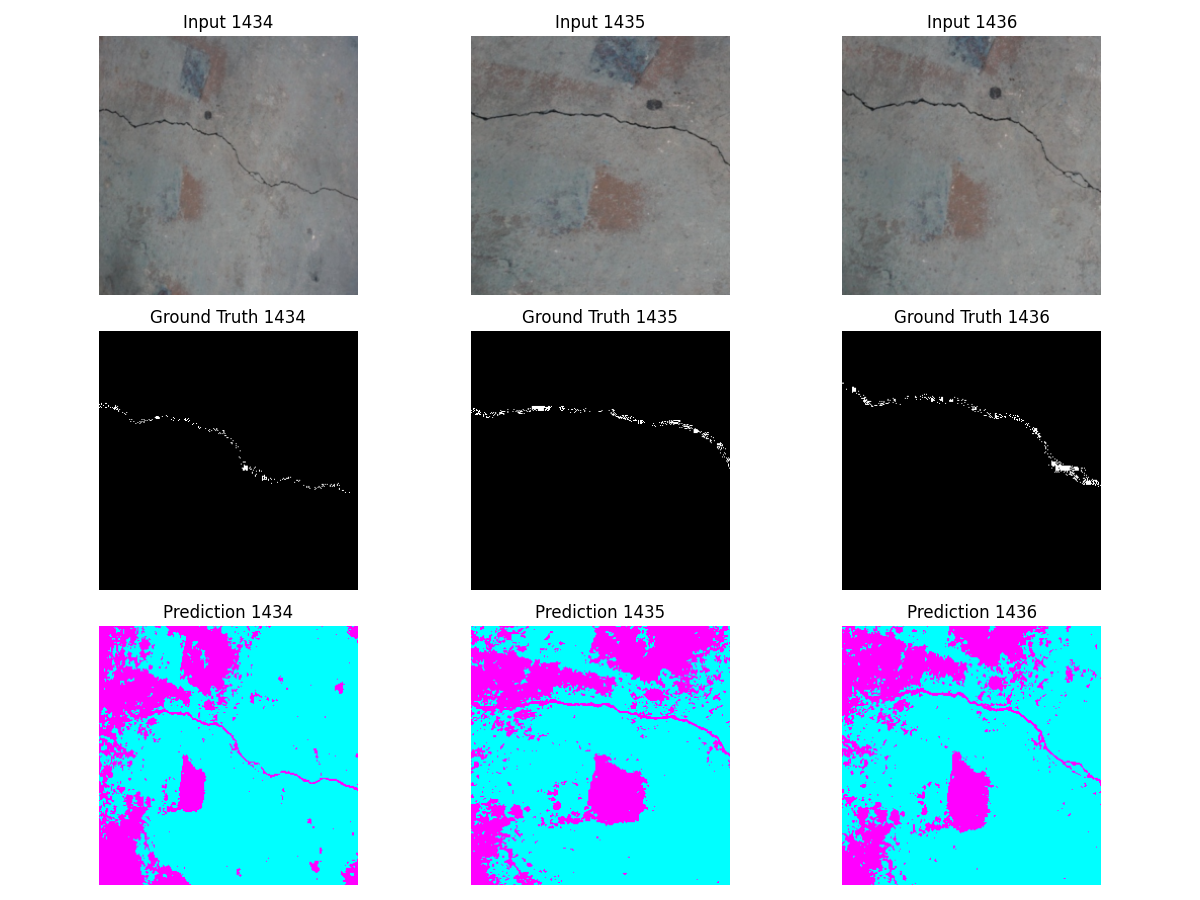 Input 1434
Input 1435
Input 1436
Ground Truth 1434
Ground Truth 1435
Ground Truth 1436
Prediction 1434
Prediction 1435
Prediction 1436